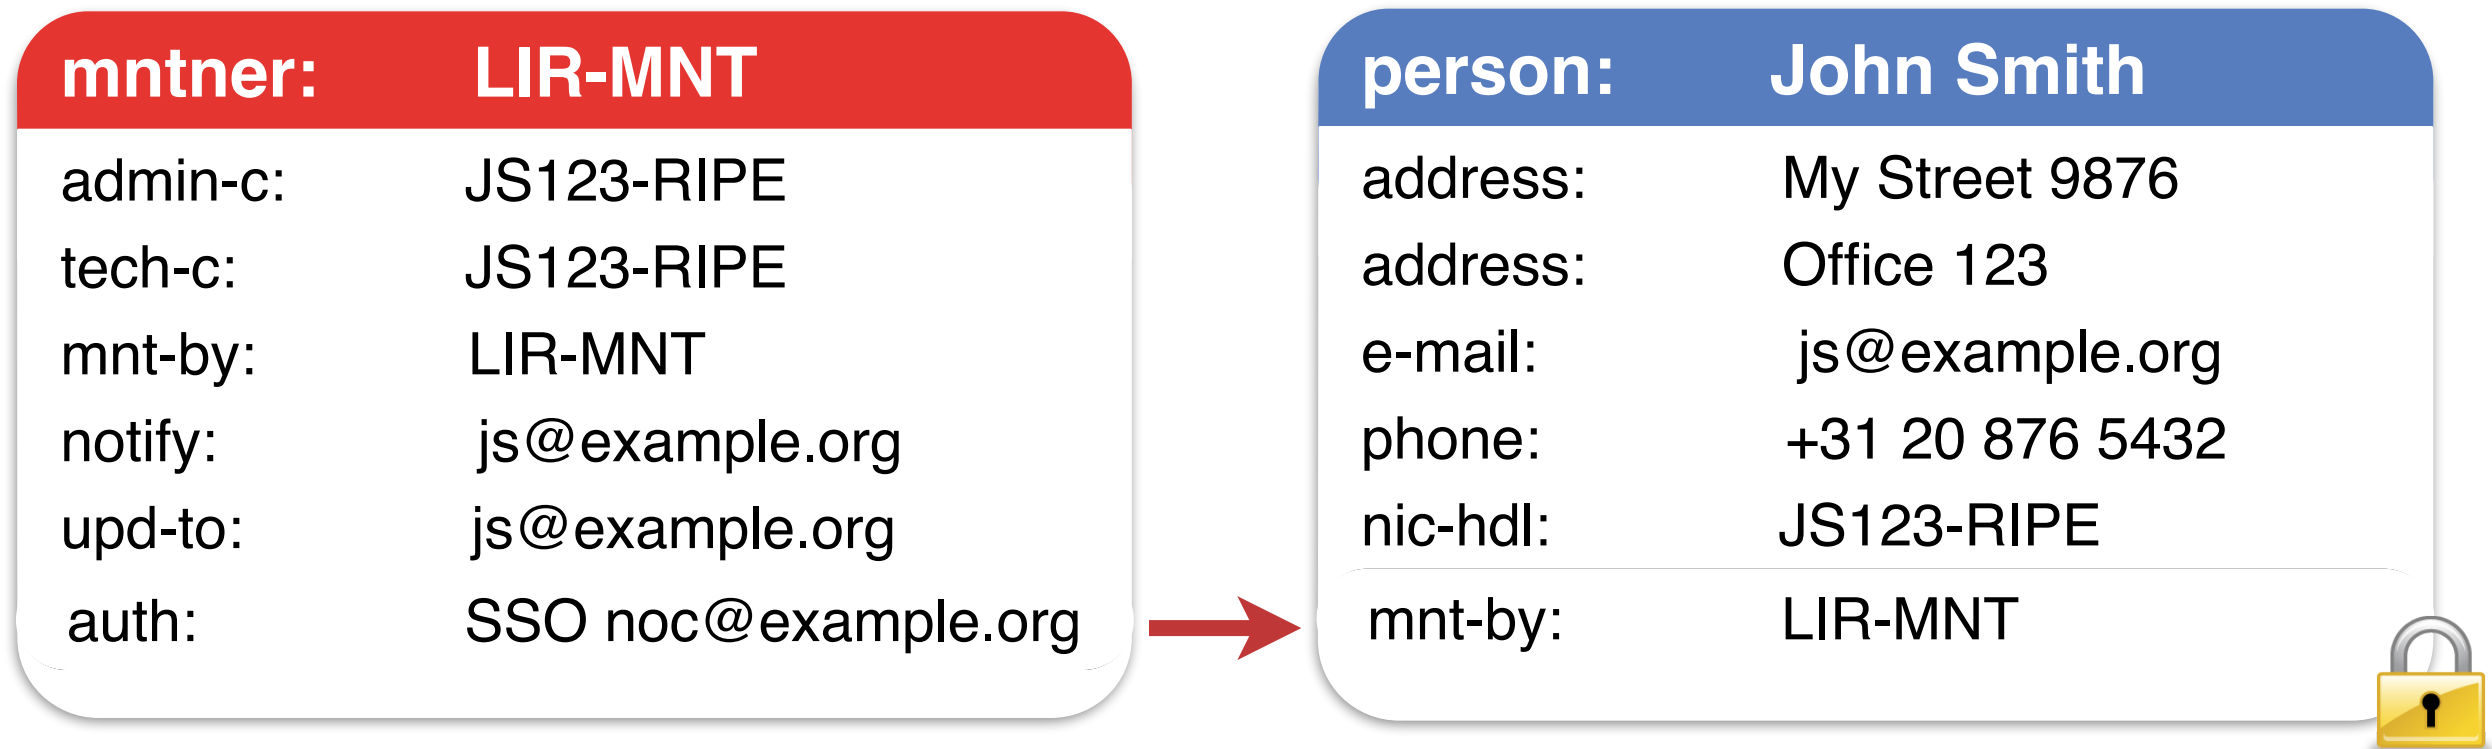 mntner: LIR-MNT
admin-c: JS123-RIPE
tech-c: JS123-RIPE
mnt-by: LIR-MNT
notify: js@example.org
upd-to: js@example.org
auth: SSO noc@example.org
person: John Smith
address: My Street 9876
address: Office 123
e-mail: js@example.org
phone: +31 20 876 5432
nic-hdl: JS123-RIPE
mnt-by: LIR-MNT